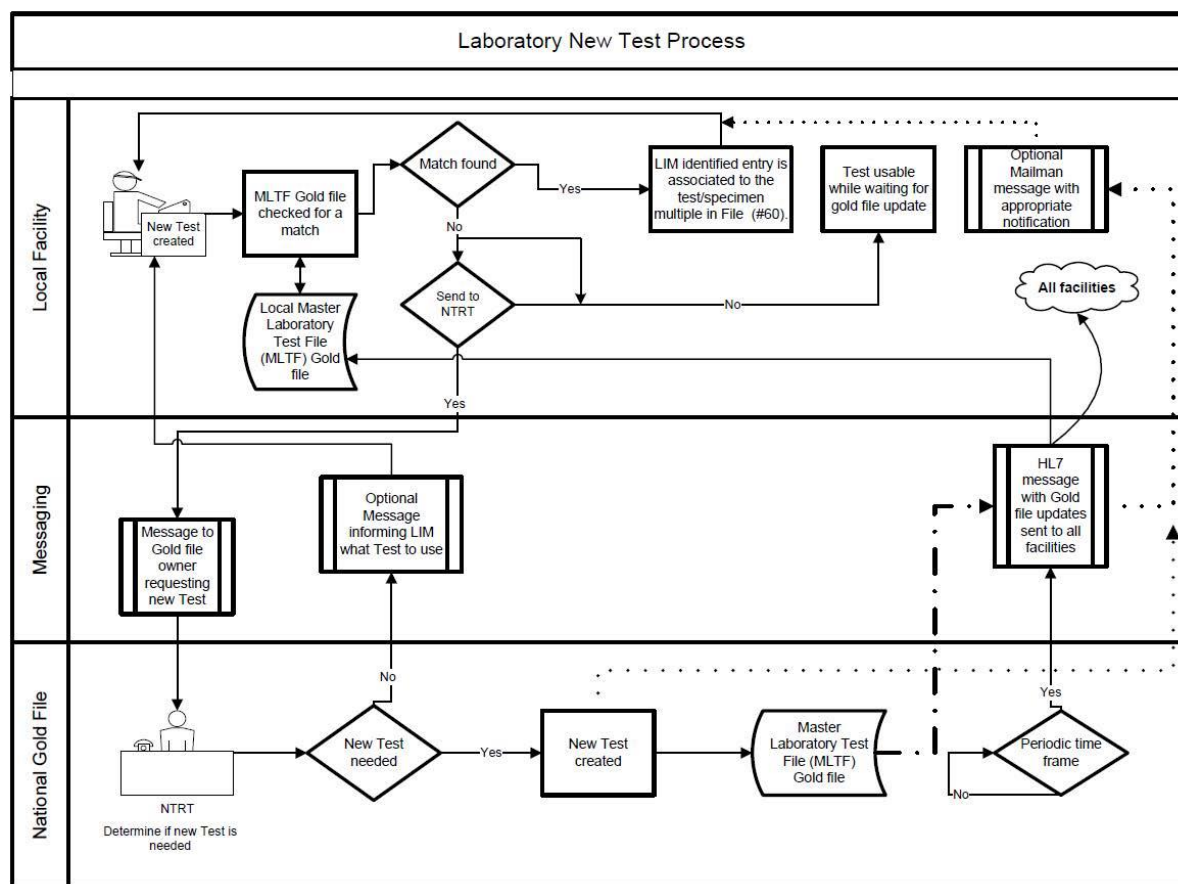 Laboratory New Test Process
Local Facility
New Test
created
MLTF Gold file
checked for a
match
Match found
Yes
No
LIM identified entry is
associated to the
test/specimen
multiple in File (#60).
Test usable
while waiting for
gold file update
Optional
Mailman
message with
appropriate
notification
Local Master
Laboratory
Test File
(MLTF) Gold
file
Send to
NTRT
No
Yes
All facilities
Messaging
Message to
Gold file
owner
requesting
new Test
Optional
Message
informing LIM
what Test to use
HL7
message
with Gold
file updates
sent to all
facilities
National Gold File
NTRT
Determine if new Test is
needed
New Test
needed
No
Yes
New Test
created
Master
Laboratory Test
File (MLTF)
Gold file
Periodic time
frame
Yes
No